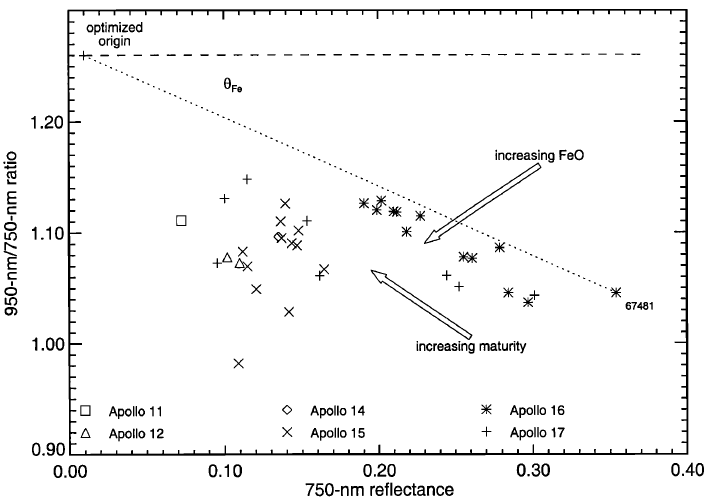 optimized
origin
θFe
1.20
increasing FeO
1.10
950-nm/750-nm ratio
67481
1.00
increasing maturity
Apollo 11
Apollo 14
Apollo 16
Apollo 12
Apollo 15
Apollo 17
0.90
0.00
0.10
0.20
0.30
0.40
750-nm reflectance